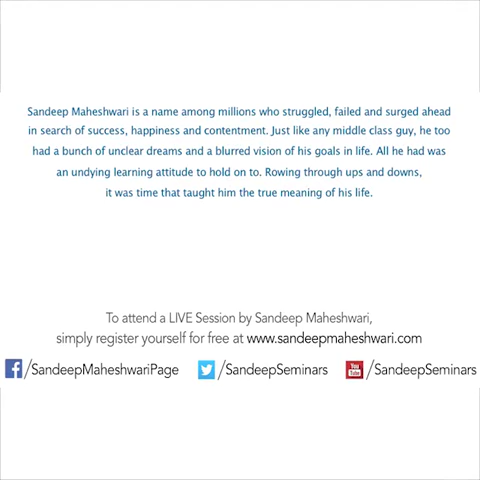 Sandeep Maheshwari is a name among millions who struggled, failed and surged ahead
in search of success, happiness and contentment. Just like any middle class guy, he too
had a bunch of unclear dreams and a blurred vision of his goals in life. All he had was
an undying learning attitude to hold on to. Rowing through ups and downs,
it was time that taught him the true meaning of his life.
To attend a LIVE Session by Sandeep Maheshwari,
simply register yourself for free at www.sandeepmaheshwari.com
f/SandeepMaheshwariPage /SandeepSeminars You Tube /SandeepSeminars